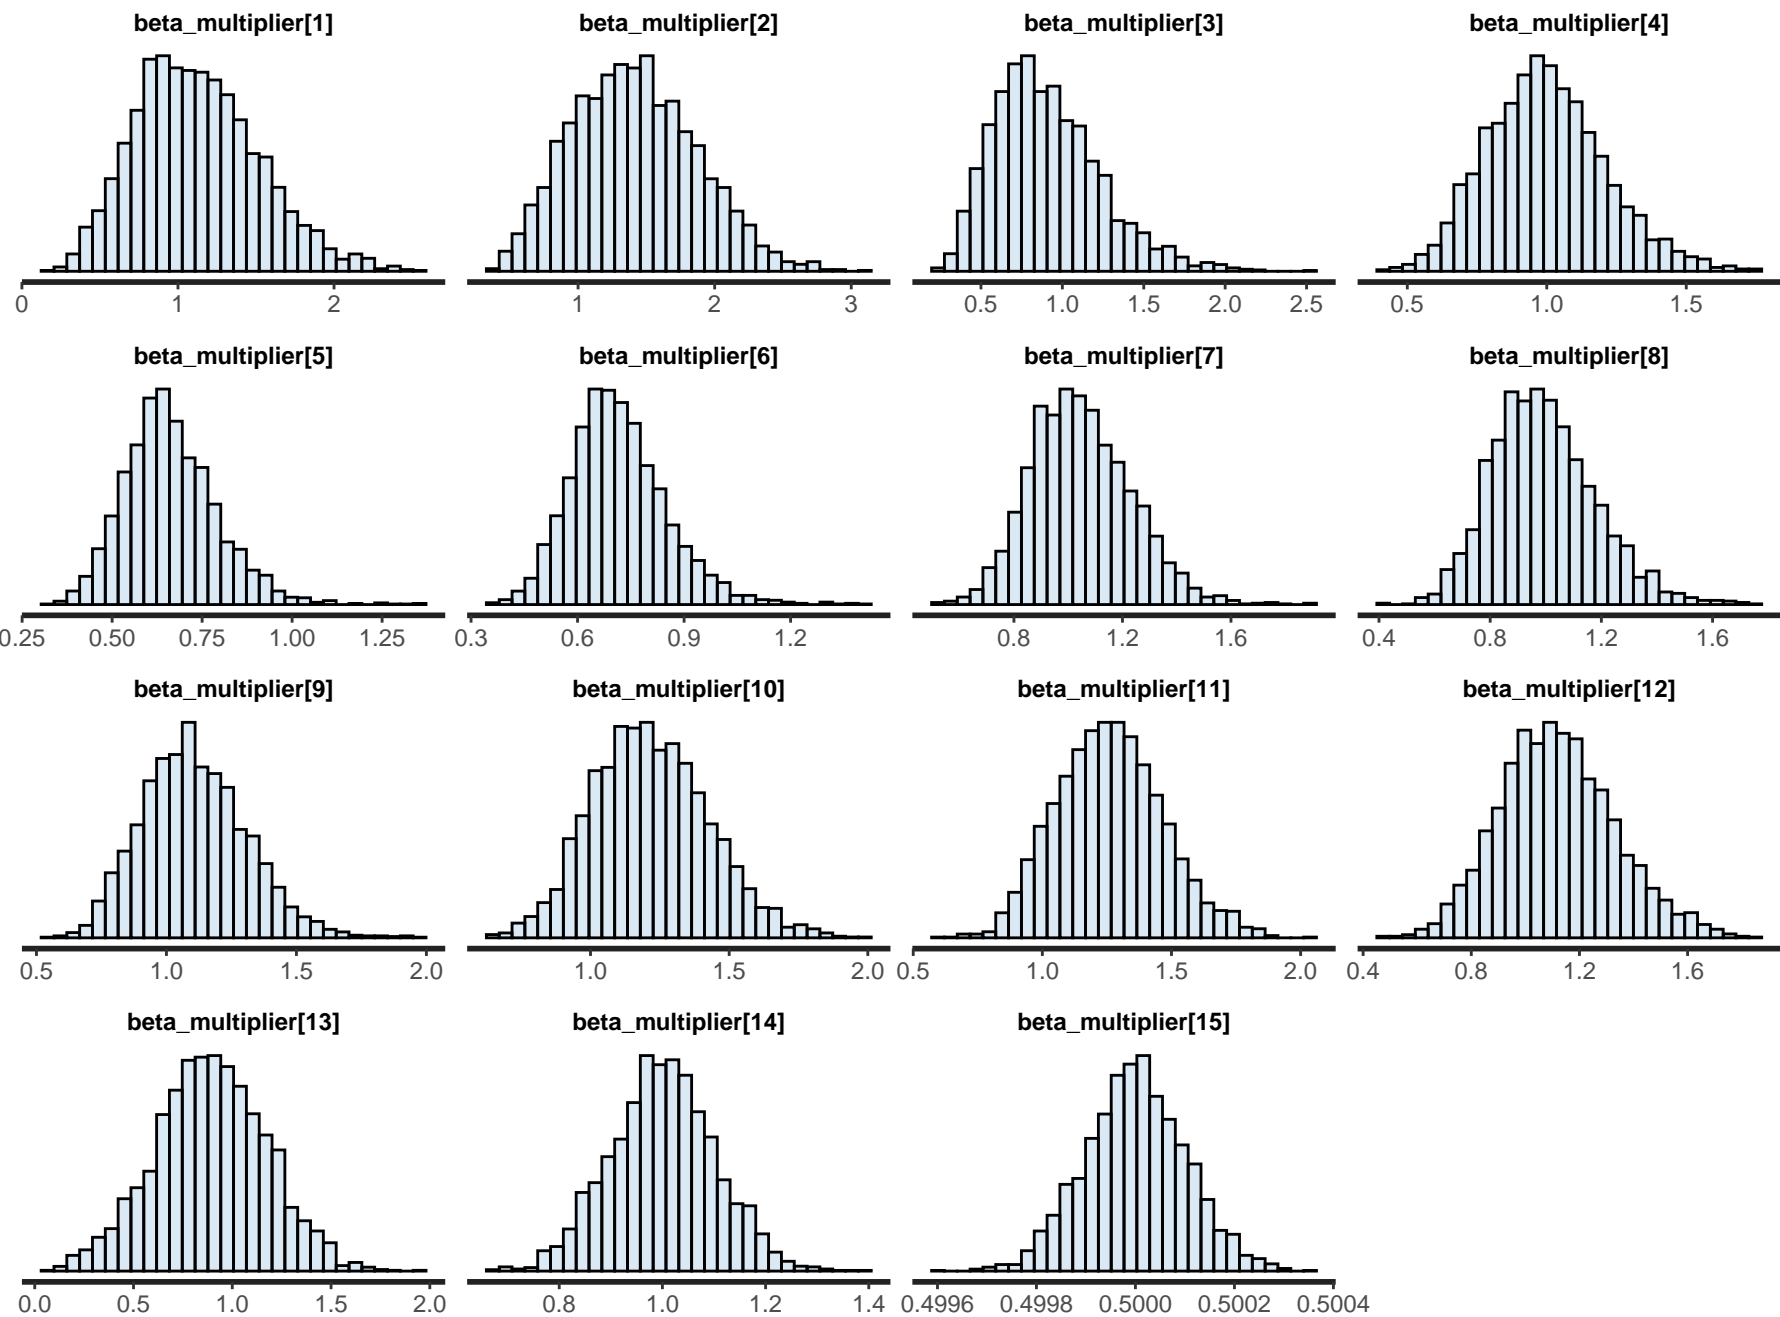 beta_multiplier[1] beta_multiplier[2] beta_multiplier[3] beta_multiplier[4]
0 1 2 1 2 3 0.5 1.0 1.5 2.0 2.5 0.5 1.0 1.5
beta_multiplier[5] beta_multiplier[6] beta_multiplier[7] beta_multiplier[8]
0.25 0.50 0.75 1.00 1.25 0.3 0.6 0.9 1.2 0.8 1.2 1.6 0.4 0.8 1.2 1.6
beta_multiplier[9] beta_multiplier[10] beta_multiplier[11] beta_multiplier[12]
0.5 1.0 1.5 2.0 1.0 1.5 2.0 0.5 1.0 1.5 2.0 0.4 0.8 1.2 1.6
beta_multiplier[13] beta_multiplier[14] beta_multiplier[15]
0.0 0.5 1.0 1.5 2.0 0.8 1.0 1.2 1.4 0.4996 0.4998 0.5000 0.5002 0.5004